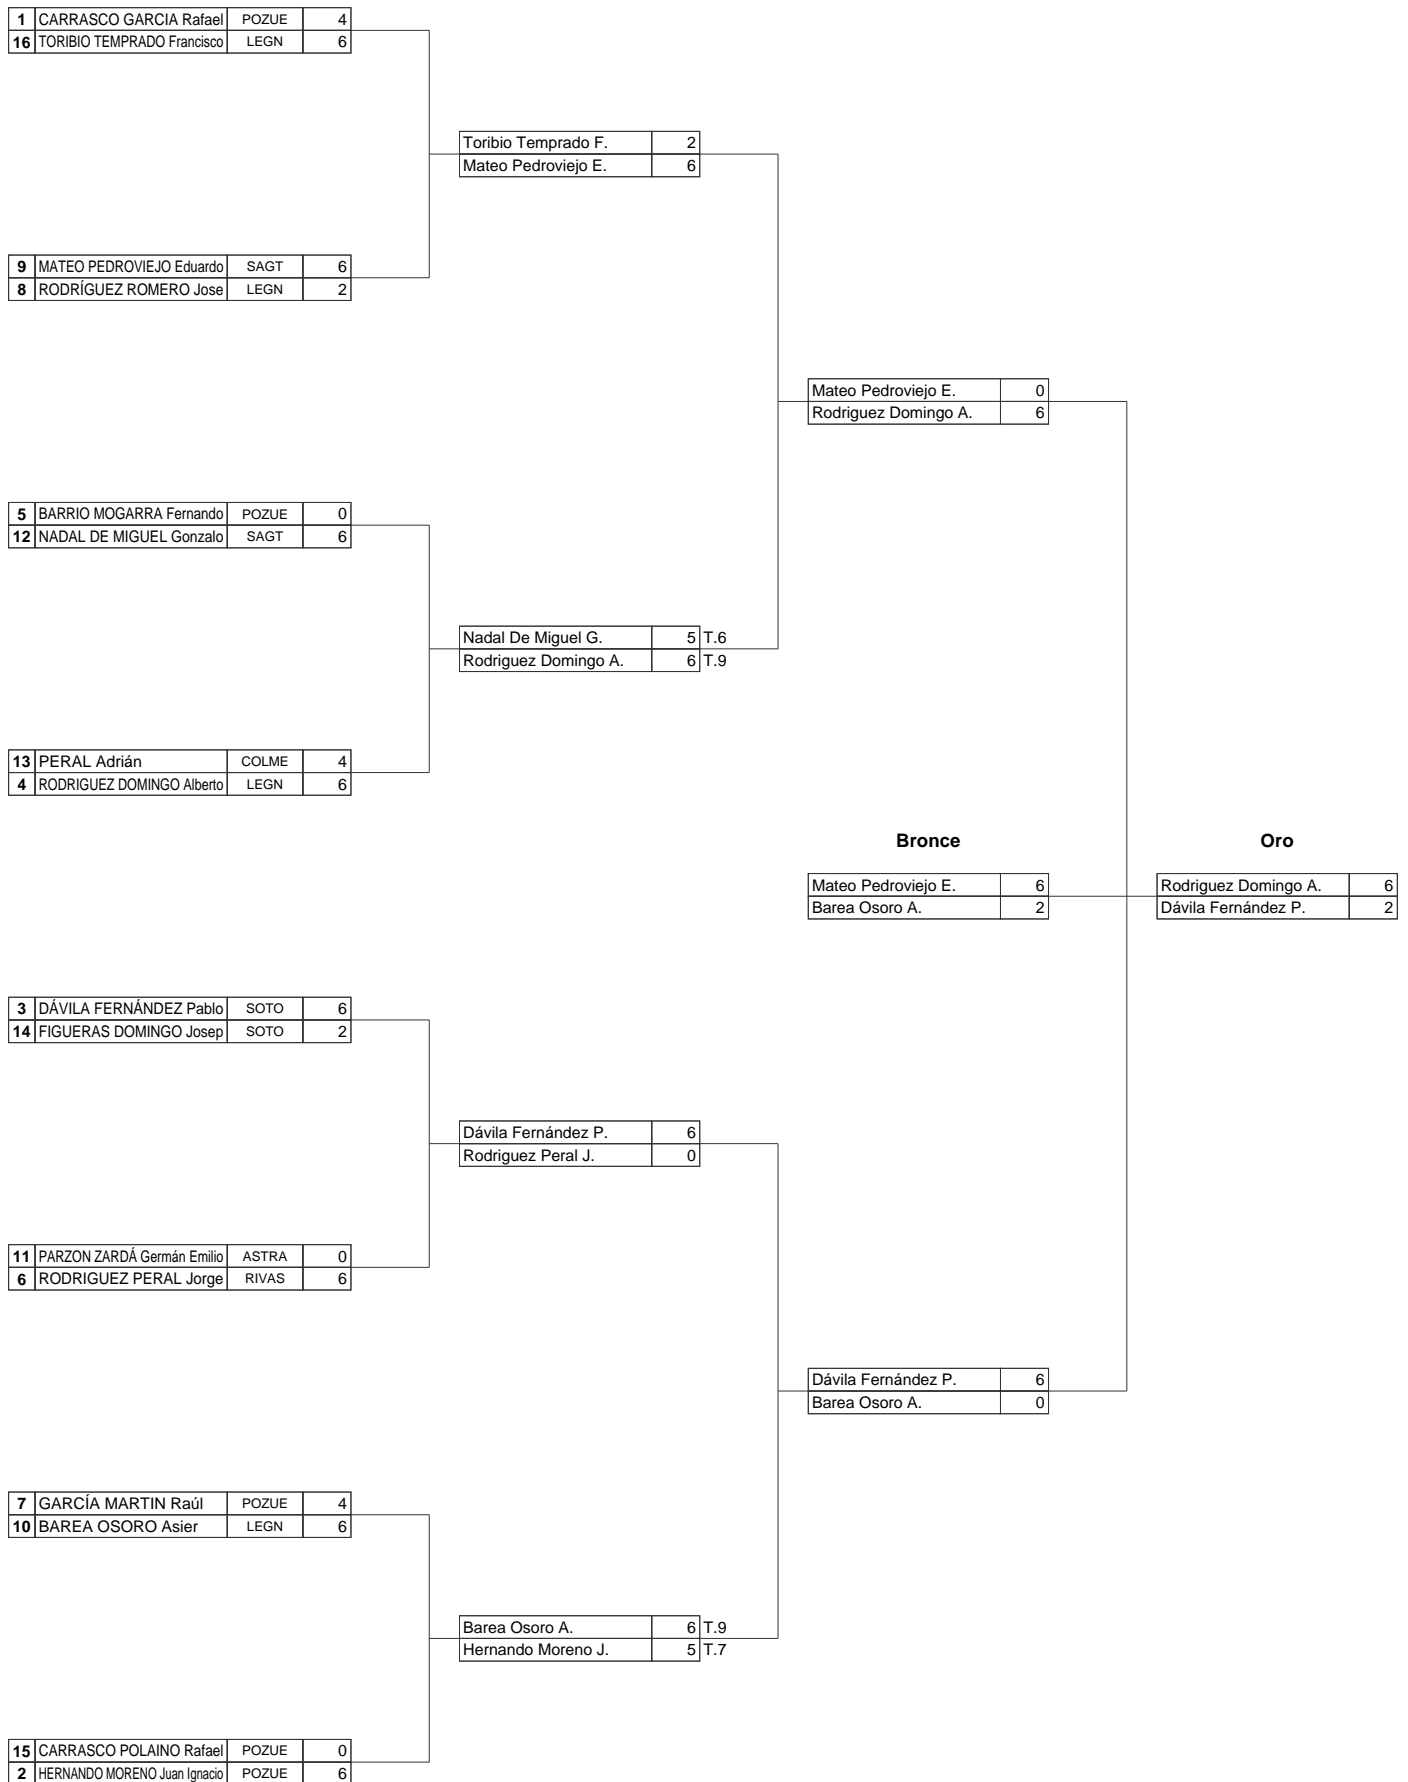 1 CARRASCO GARCIA Rafael POZUE 4
16 TORIBIO TEMPRADO Francisco LEGN 6
Toribio Temprado F. 2
Mateo Pedroviejo E. 6
9 MATEO PEDROVIEJO Eduardo SAGT 6
8 RODRÍGUEZ ROMERO Jose LEGN 2
Mateo Pedroviejo E. 0
Rodriguez Domingo A. 6
5 BARRIO MOGARRA Fernando POZUE 0
12 NADAL DE MIGUEL Gonzalo SAGT 6
Nadal De Miguel G. 5 T.6
Rodriguez Domingo A. 6 T.9
13 PERAL Adrián COLME 4
4 RODRIGUEZ DOMINGO Alberto LEGN 6
Bronce Oro
Mateo Pedroviejo E. 6 Rodriguez Domingo A. 6
Barea Osoro A. 2 Dávila Fernández P. 2
3 DÁVILA FERNÁNDEZ Pablo SOTO 6
14 FIGUERAS DOMINGO Josep SOTO 2
Dávila Fernández P. 6
Rodriguez Peral J. 0
11 PARZON ZARDÁ Germán Emilio ASTRA 0
6 RODRIGUEZ PERAL Jorge RIVAS 6
Dávila Fernández P. 6
Barea Osoro A. 0
7 GARCÍA MARTIN Raúl POZUE 4
10 BAREA OSORO Asier LEGN 6
Barea Osoro A. 6 T.9
Hernando Moreno J. 5 T.7
15 CARRASCO POLAINO Rafael POZUE 0
2 HERNANDO MORENO Juan Ignacio POZUE 6